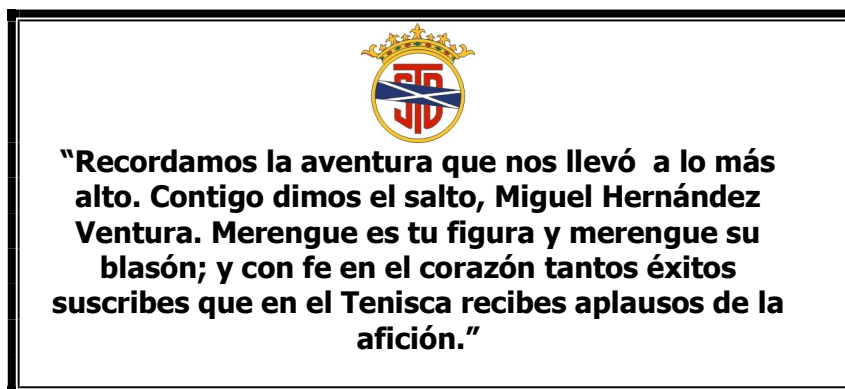 STD
“Recordamos la aventura que nos llevó a lo más
alto. Contigo dimos el salto, Miguel Hernández
Ventura. Merengue es tu figura y merengue su
blasón; y con fe en el corazón tantos éxitos
suscribes que en el Tenisca recibes aplausos de la
afición.”